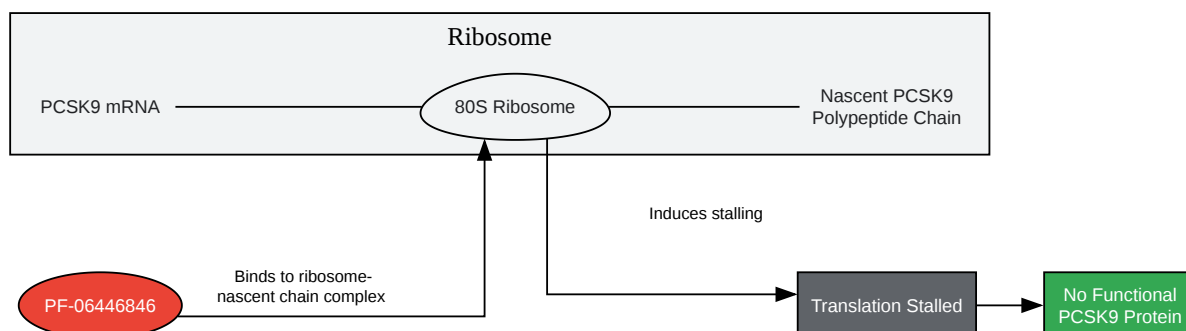 Ribosome
PCSK9 mRNA
80S Ribosome
Nascent PCSK9
Polypeptide Chain
Induces stalling
Binds to ribosome-
nascent chain complex
PF-06446846
Translation Stalled
No Functional
PCSK9 Protein